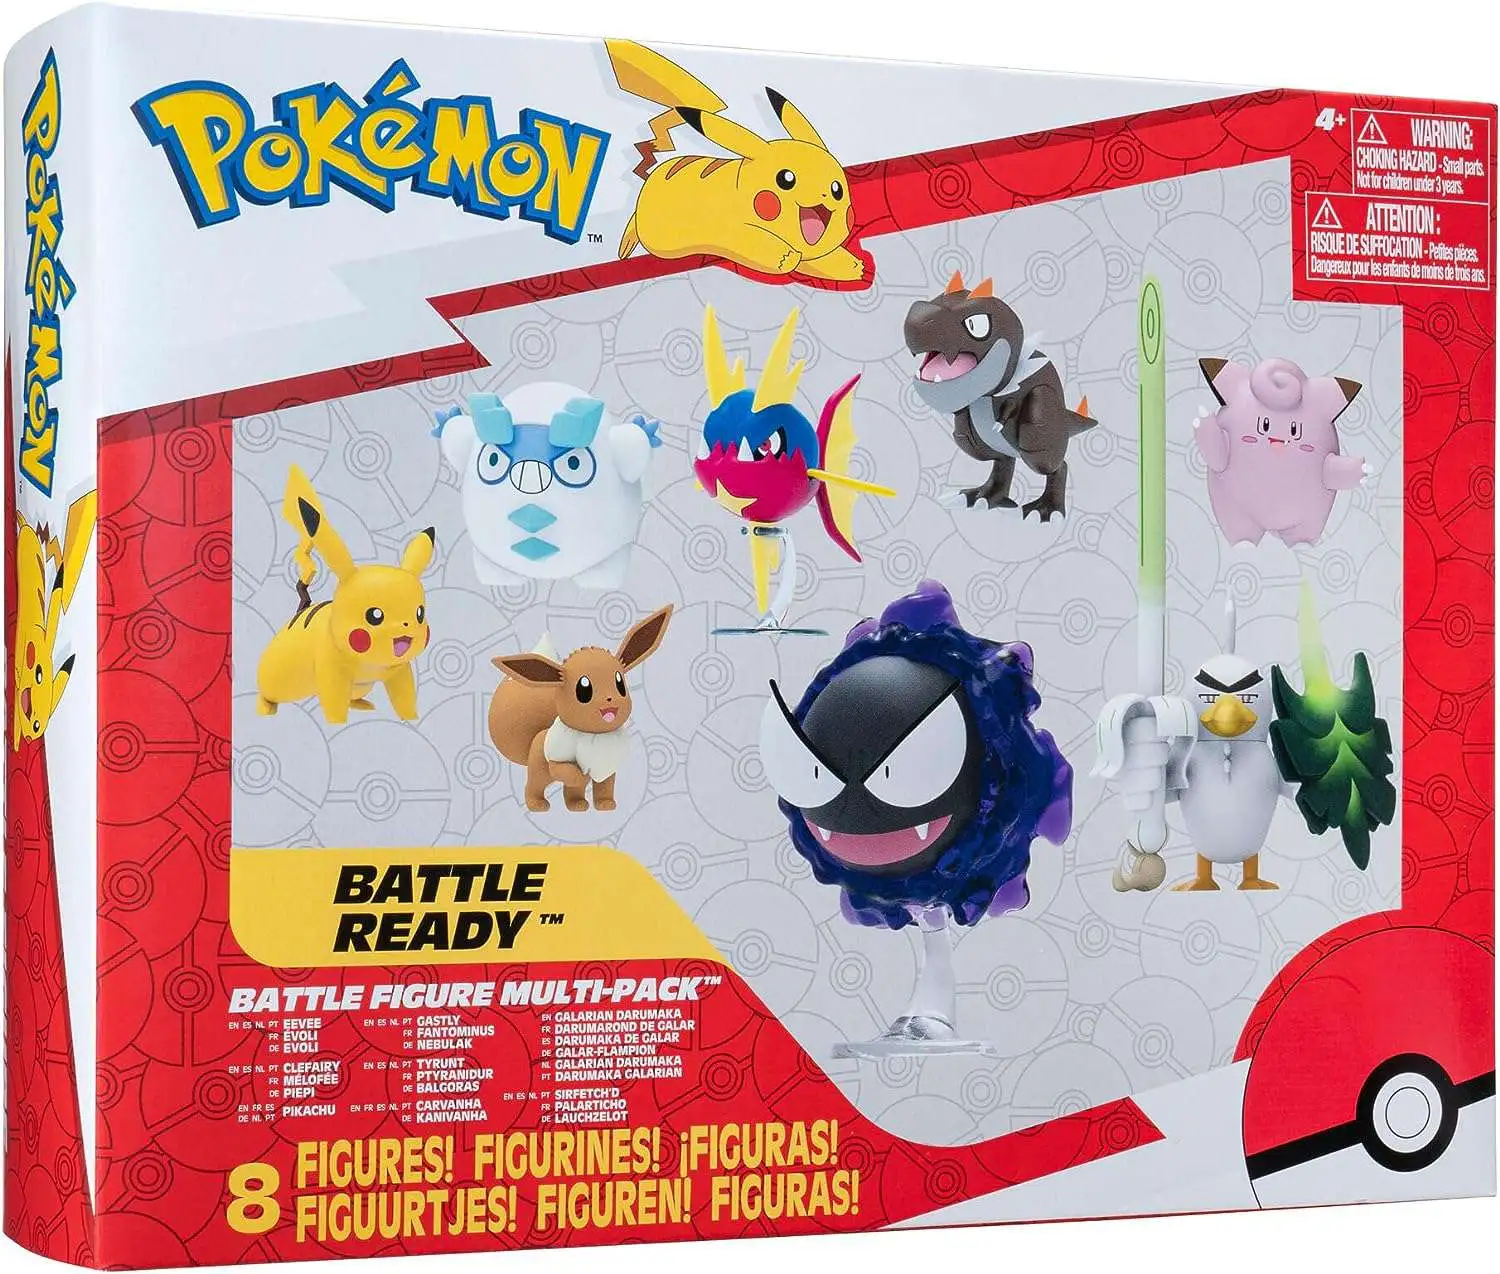 POKÉMON
POKÉMON™
4+
WARNING:
CHOKING HAZARD - Small parts.
Not for children under 3 years.
ATTENTION :
RISQUE DE SUFFOCATION - Petites pièces.
Dangereux pour les enfants de moins de trois ans.
BATTLE
READY™
BATTLE FIGURE MULTI-PACK™
EN ES NL PT EEVEE
FR ÉVOLI
DE EVOLI
EN ES NL PT CLEFAIRY
FR MÉLOFÉE
DE PIEPI
EN FR ES
DE NL PT PIKACHU
EN ES NL PT GASTLY
FR FANTOMINUS
DE NEBULAK
EN ES NL PT TYRUNT
FR PTYRANIDUR
DE BALGORAS
EN FR ES NL PT CARVANHA
DE KANIVANHA
EN GALARIAN DARUMAKA
FR DARUMAROND DE GALAR
ES DARUMAKA DE GALAR
DE GALAR-FLAMPION
NL GALARIAN DARUMAKA
PT DARUMAKA GALARIAN
EN ES NL PT SIRFETCH'D
FR PALARTICHO
DE LAUCHZELOT
8 FIGURES! FIGURINES! ¡FIGURAS!
FIGUURTJES! FIGUREN! FIGURAS!